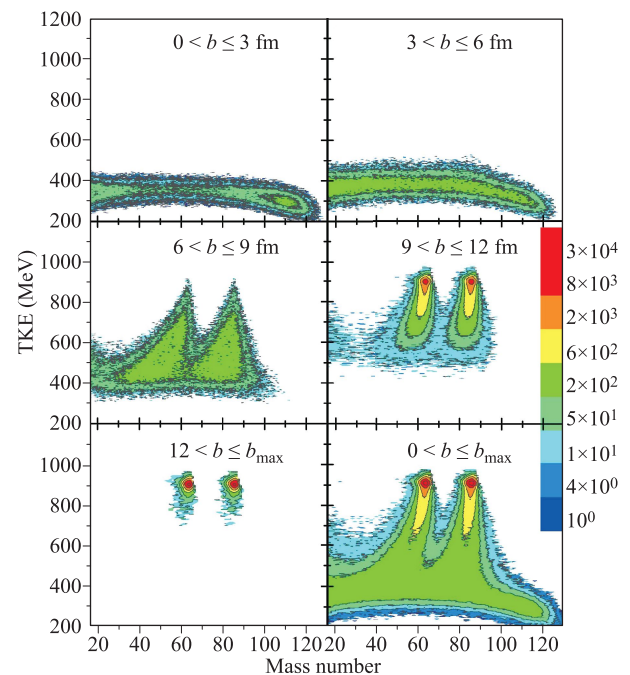 1200
1000
800
600
400
200
0 < b ≤ 3 fm
3 < b ≤ 6 fm
TKE (MeV)
1000
800
600
400
200
6 < b ≤ 9 fm
9 < b ≤ 12 fm
3×10⁴
8×10³
2×10³
6×10²
2×10²
5×10¹
1×10¹
4×10⁰
10⁰
1000
800
600
400
200
12 < b ≤ bmax
0 < b ≤ bmax
20 40 60 80 100 120 20 40 60 80 100 120
Mass number